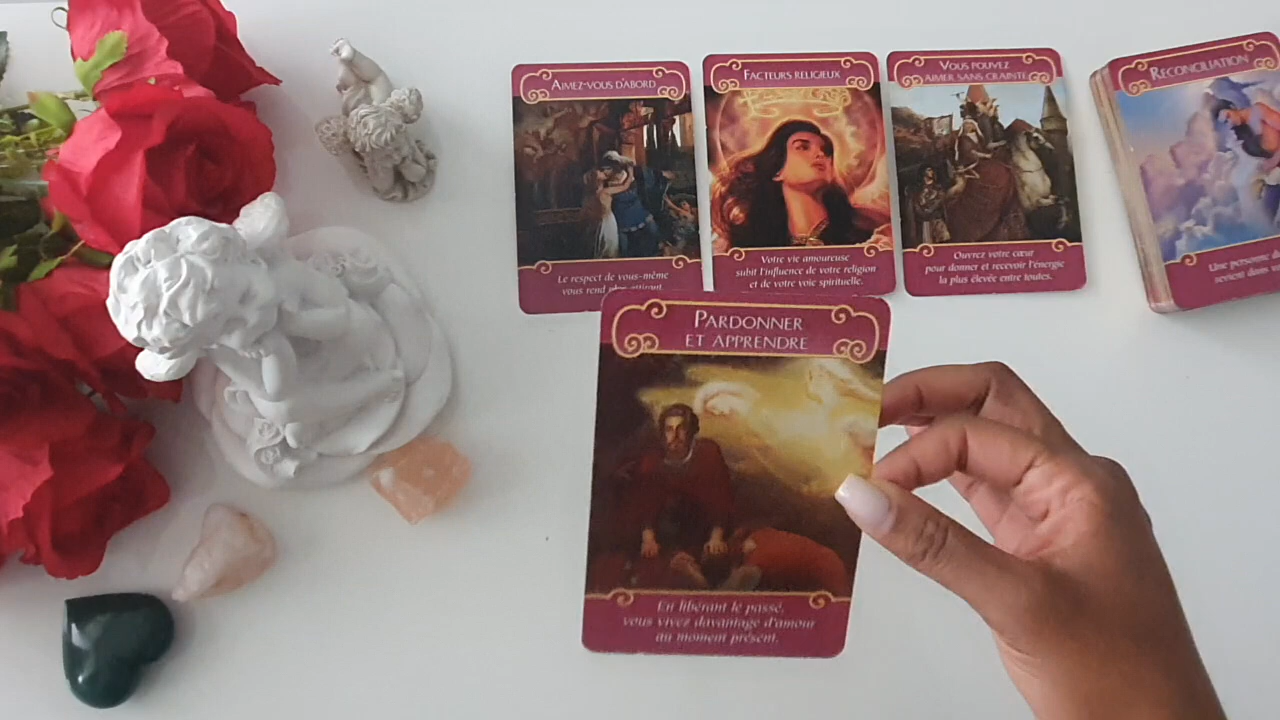 AIMEZ-VOUS D'ABORD
Le respect de vous-même
vous rend plus attirant.
FACTEURS RELIGIEUX
Votre vie amoureuse
subit l'influence de votre religion
et de votre voie spirituelle.
VOUS POUVEZ
AIMER SANS CRAINTE
Ouvrez votre cœur
pour donner et recevoir l'énergie
la plus élevée entre toutes.
RECONCILIATION
Une personne
revient dans
PARDONNER
ET APPRENDRE
En libérant le passé,
vous vivez davantage d'amour
au moment présent.